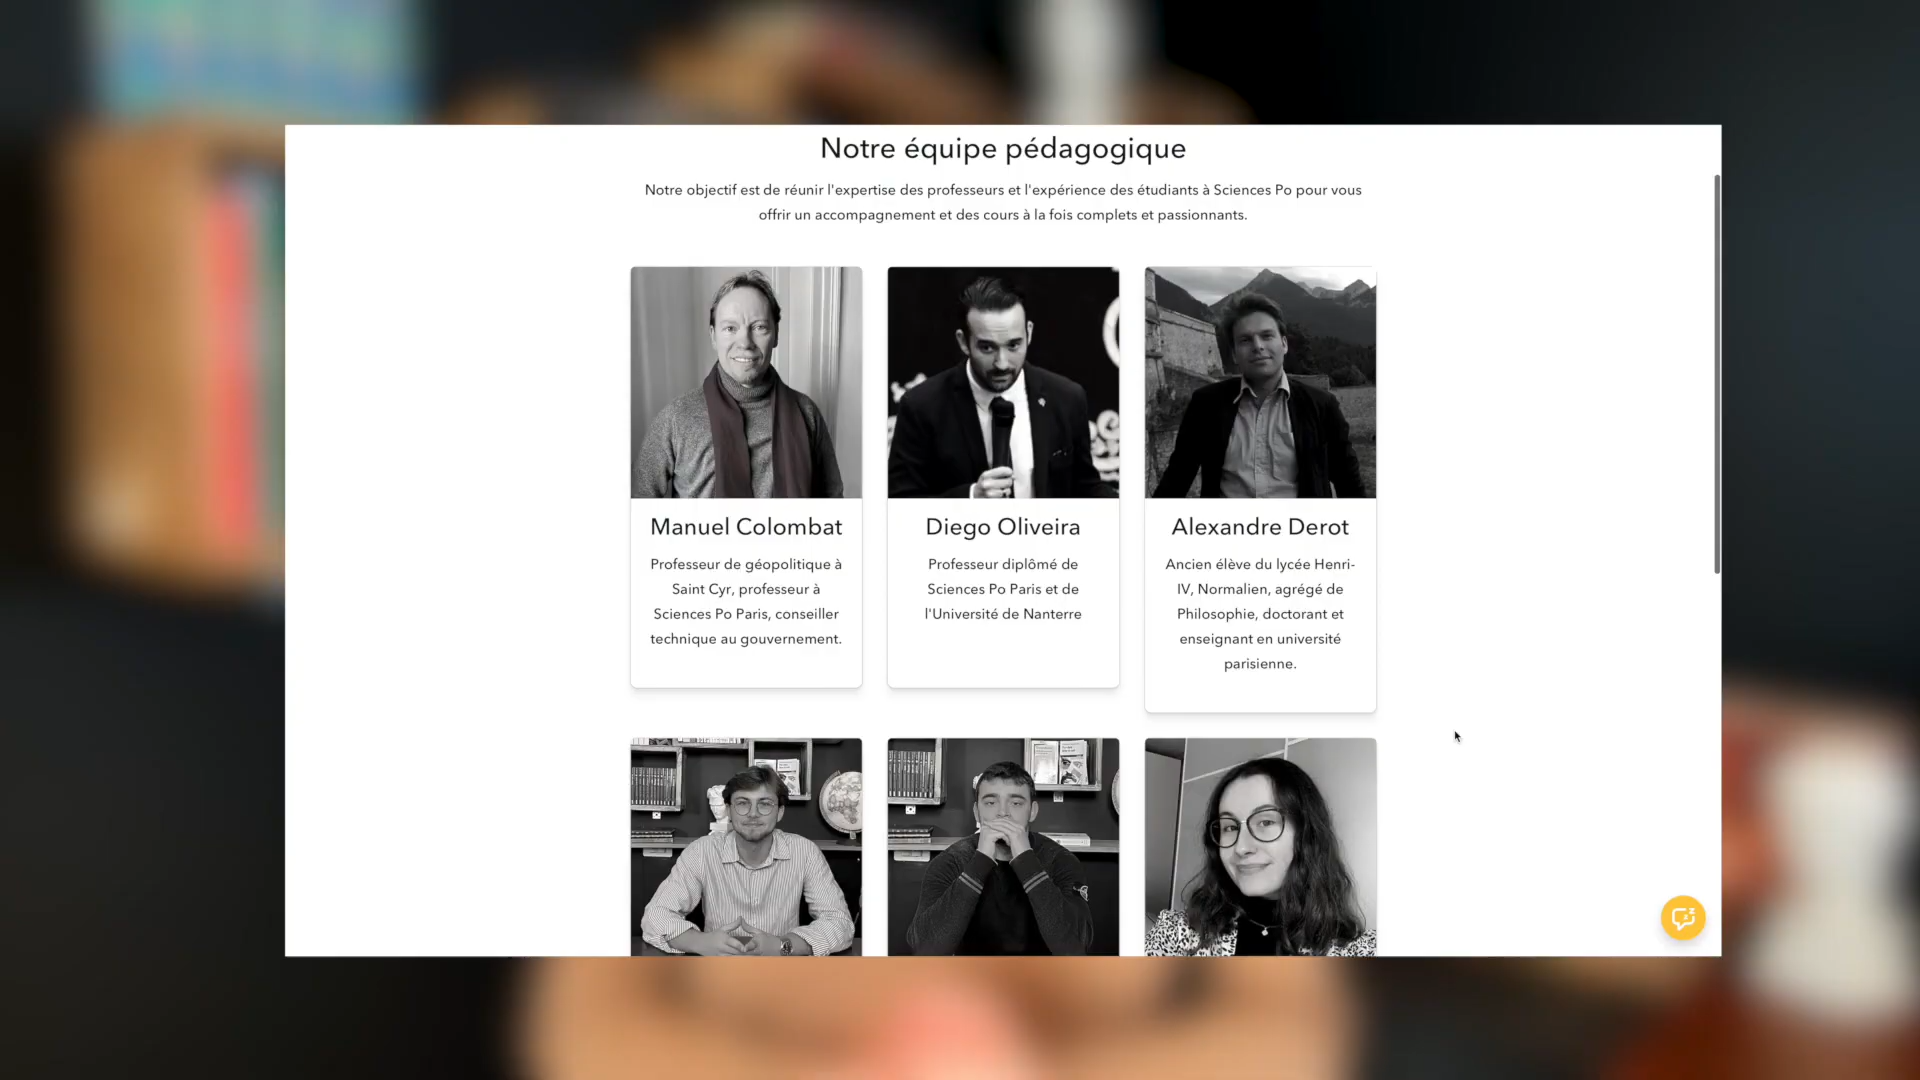 Notre équipe pédagogique
Notre objectif est de réunir l'expertise des professeurs et l'expérience des étudiants à Sciences Po pour vous
offrir un accompagnement et des cours à la fois complets et passionnants.
Manuel Colombat
Professeur de géopolitique à
Saint Cyr, professeur à
Sciences Po Paris, conseiller
technique au gouvernement.
Diego Oliveira
Professeur diplômé de
Sciences Po Paris et de
l'Université de Nanterre
Alexandre Derot
Ancien élève du lycée Henri-
IV, Normalien, agrégé de
Philosophie, doctorant et
enseignant en université
parisienne.